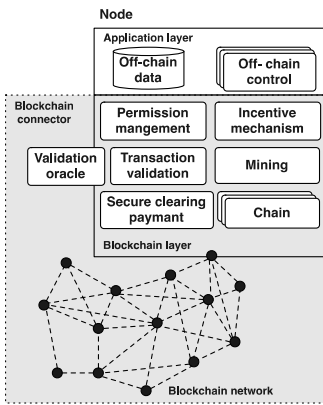 Node
Application layer
Off-chain
data
Off- chain
control
Blockchain
connector
Permission
mangement
Incentive
mechanism
Validation
oracle
Transaction
validation
Mining
Secure clearing
paymant
Chain
Blockchain layer
Blockchain network